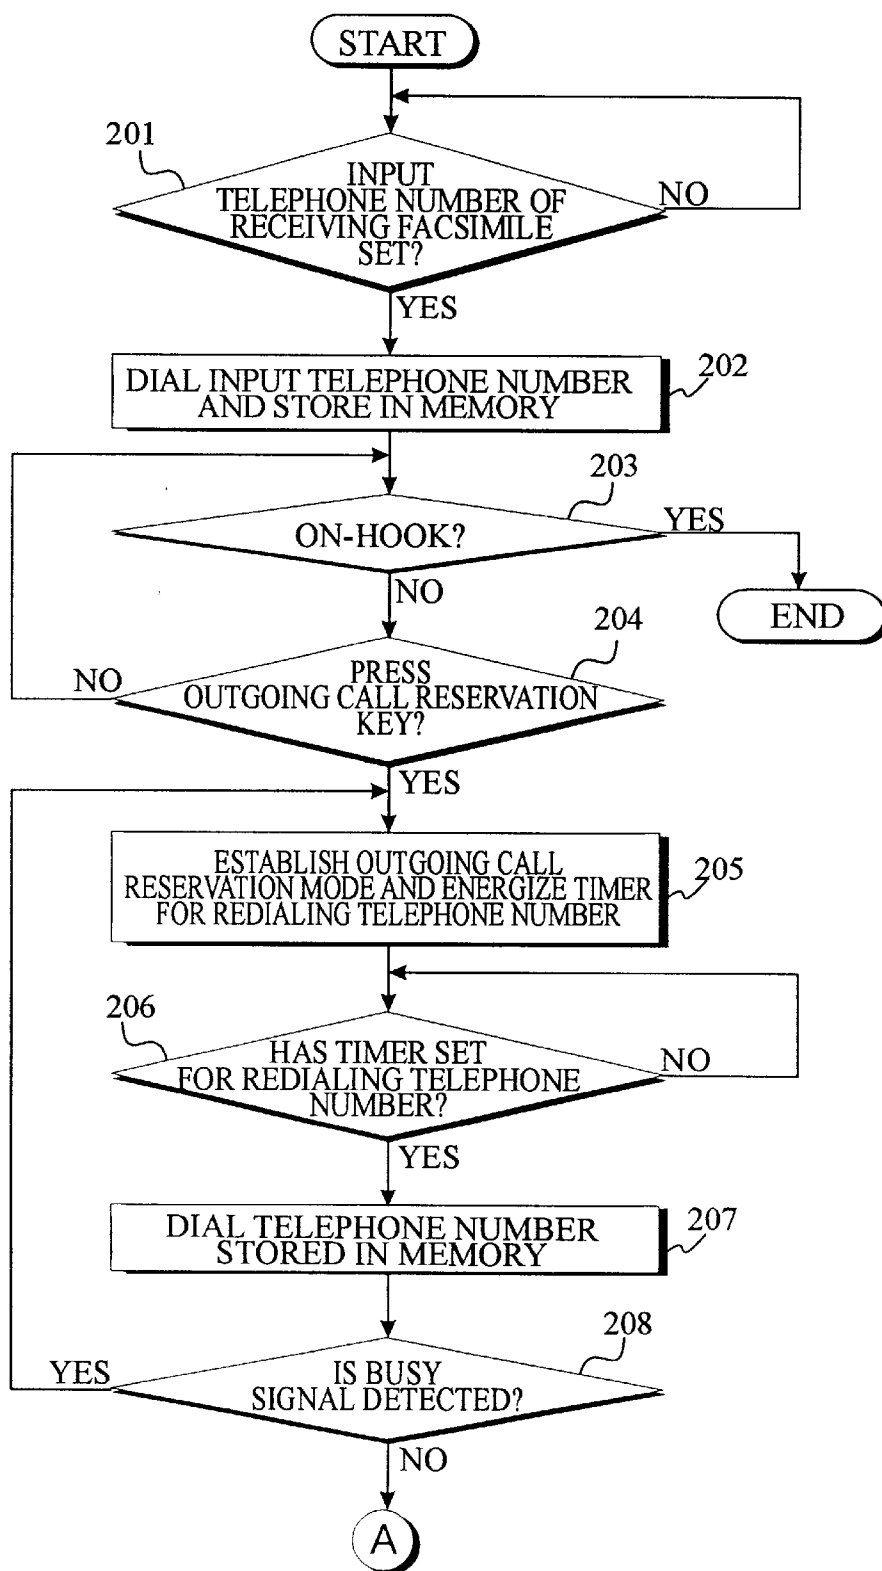 START
201
INPUT
TELEPHONE NUMBER OF
RECEIVING FACSIMILE
SET?
NO
YES
DIAL INPUT TELEPHONE NUMBER
AND STORE IN MEMORY
202
203
ON-HOOK?
YES
NO
END
204
PRESS
OUTGOING CALL RESERVATION
KEY?
NO
YES
ESTABLISH OUTGOING CALL
RESERVATION MODE AND ENERGIZE TIMER
FOR REDIALING TELEPHONE NUMBER
205
206
HAS TIMER SET
FOR REDIALING TELEPHONE
NUMBER?
NO
YES
DIAL TELEPHONE NUMBER
STORED IN MEMORY
207
208
IS BUSY
SIGNAL DETECTED?
YES
NO
A